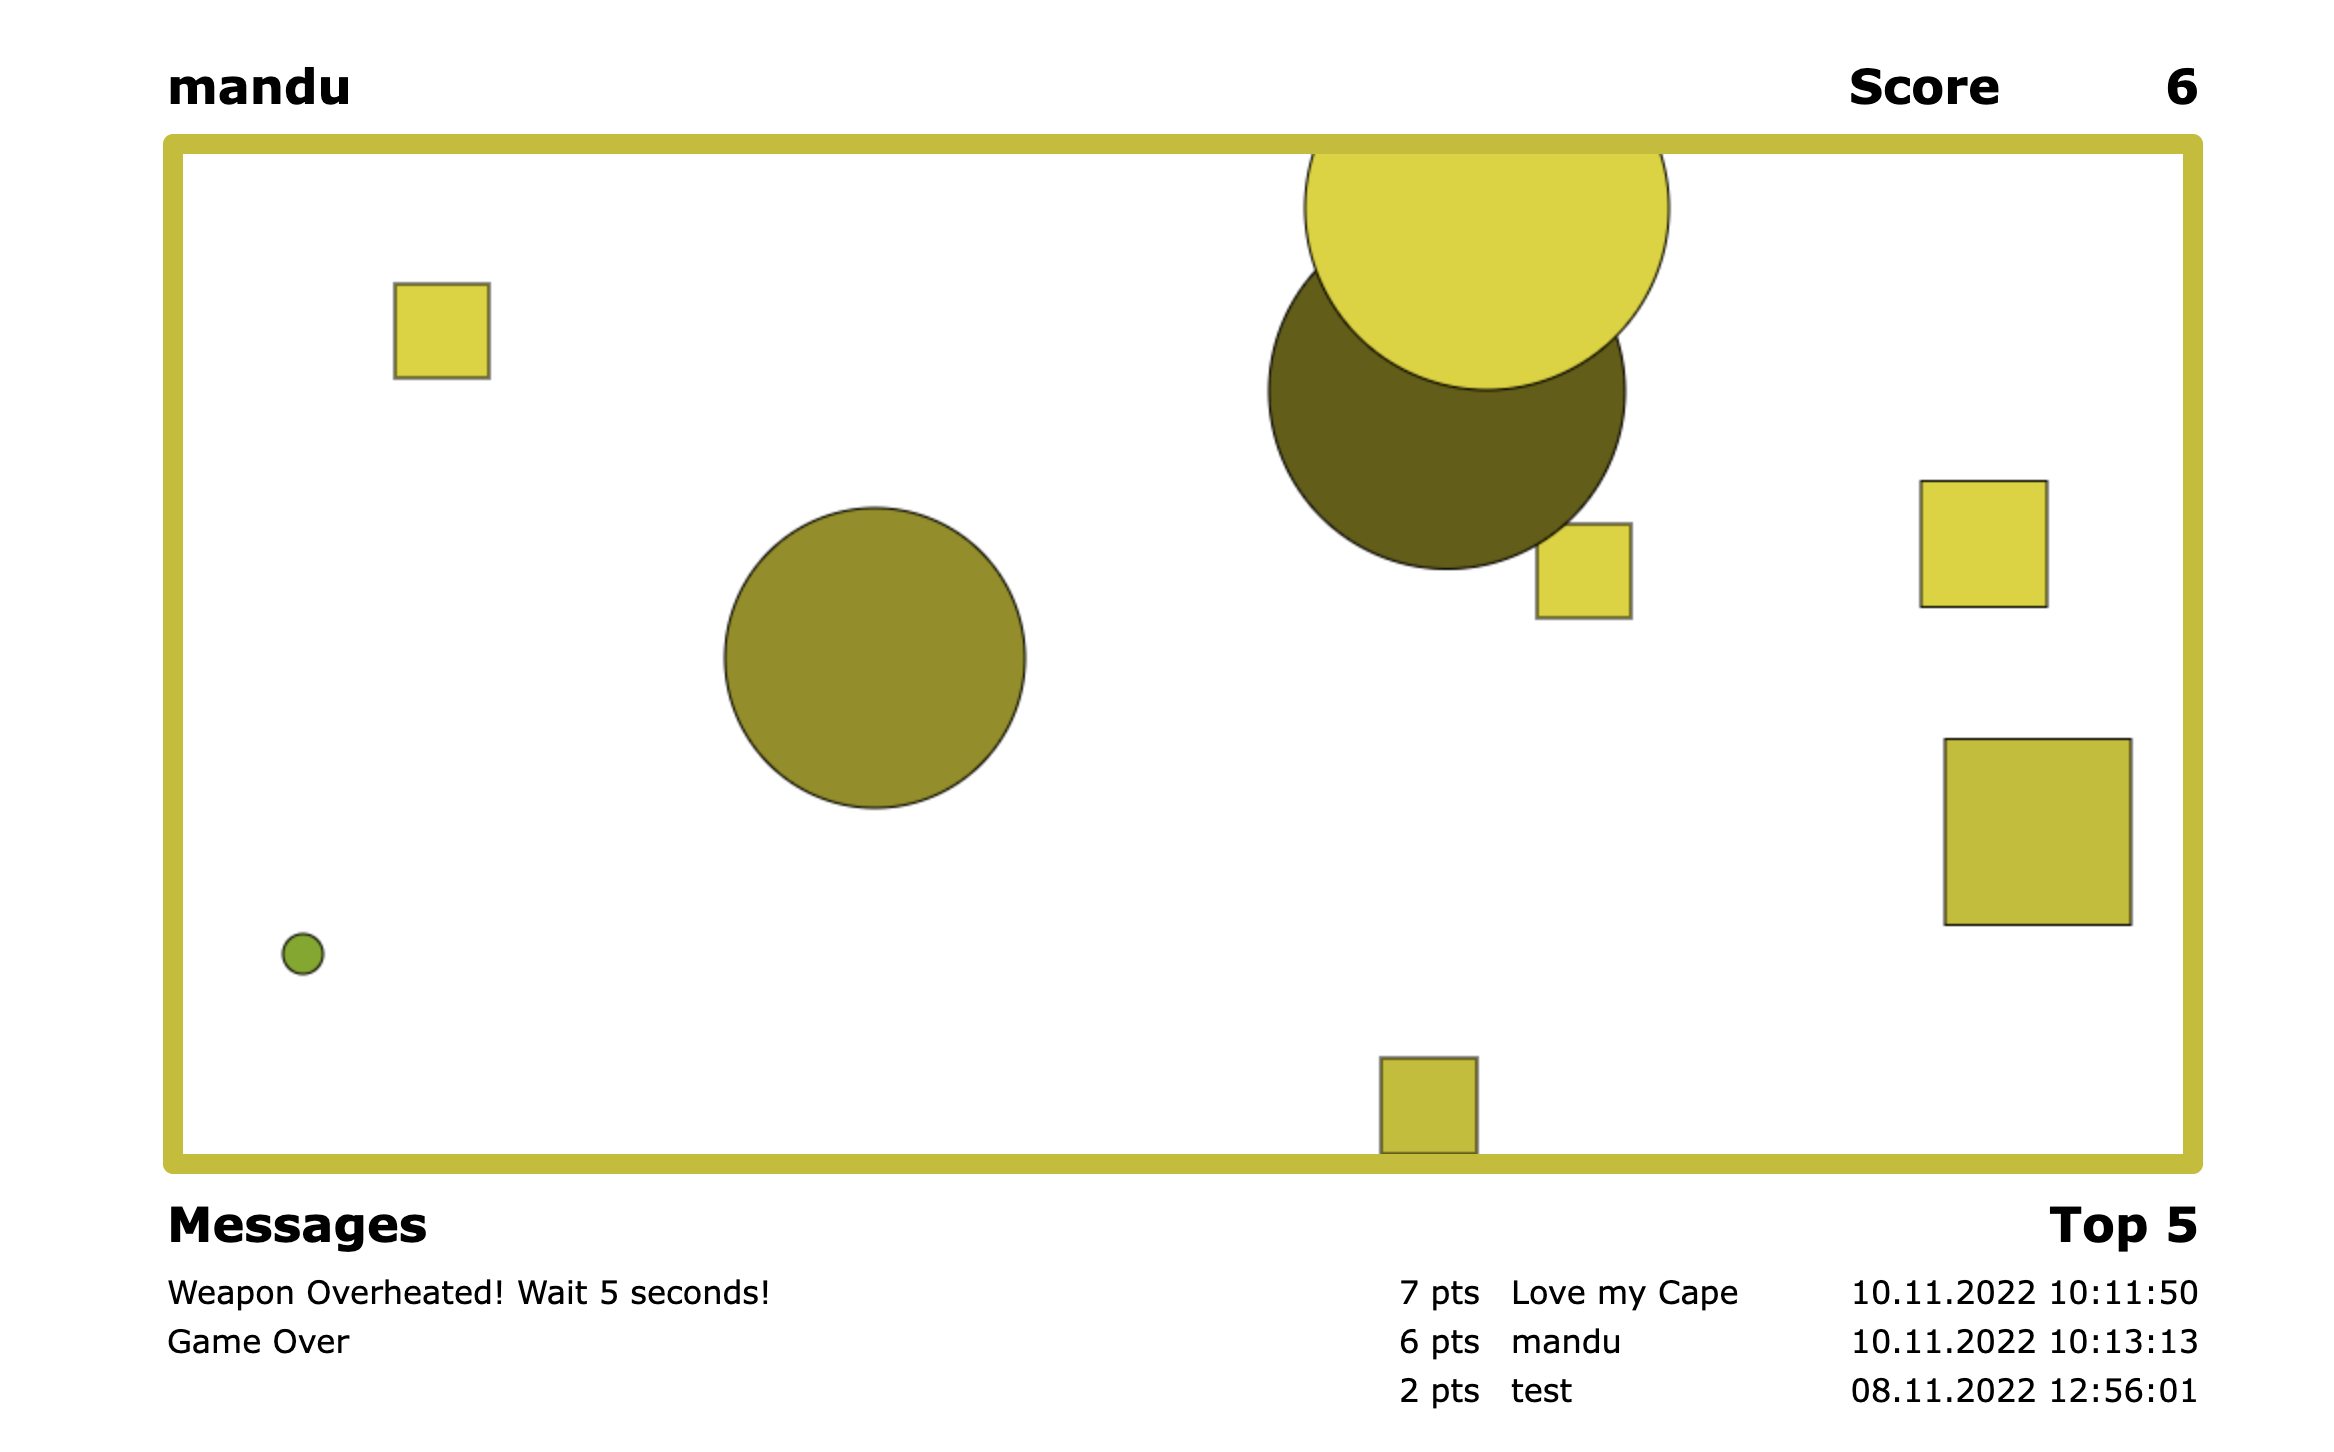 mandu Score 6
Messages Top 5
Weapon Overheated! Wait 5 seconds! 7 pts Love my Cape 10.11.2022 10:11:50
Game Over 6 pts mandu 10.11.2022 10:13:13
2 pts test 08.11.2022 12:56:01